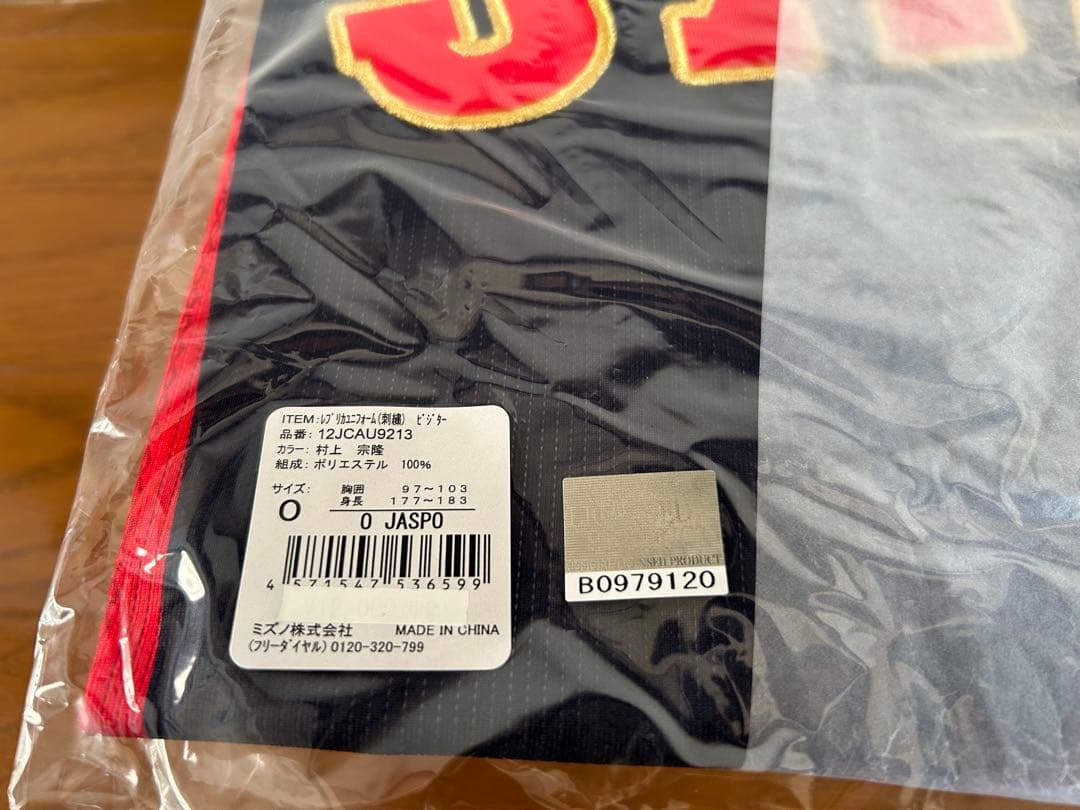 ITEM:ﾚﾌﾟﾘｶﾕﾆﾌｫｰﾑ(刺繍) ﾋﾞｼﾞﾀｰ
品番: 12JCAU9213
カラー: 村上 宗隆
組成: ポリエステル 100%
サイズ: 胸囲 97～103
身長 177～183
O
O JASPO
4 571547 536599
ミズノ株式会社 MADE IN CHINA
(フリーダイヤル) 0120-320-799
NSED PRODUCT
B0979120